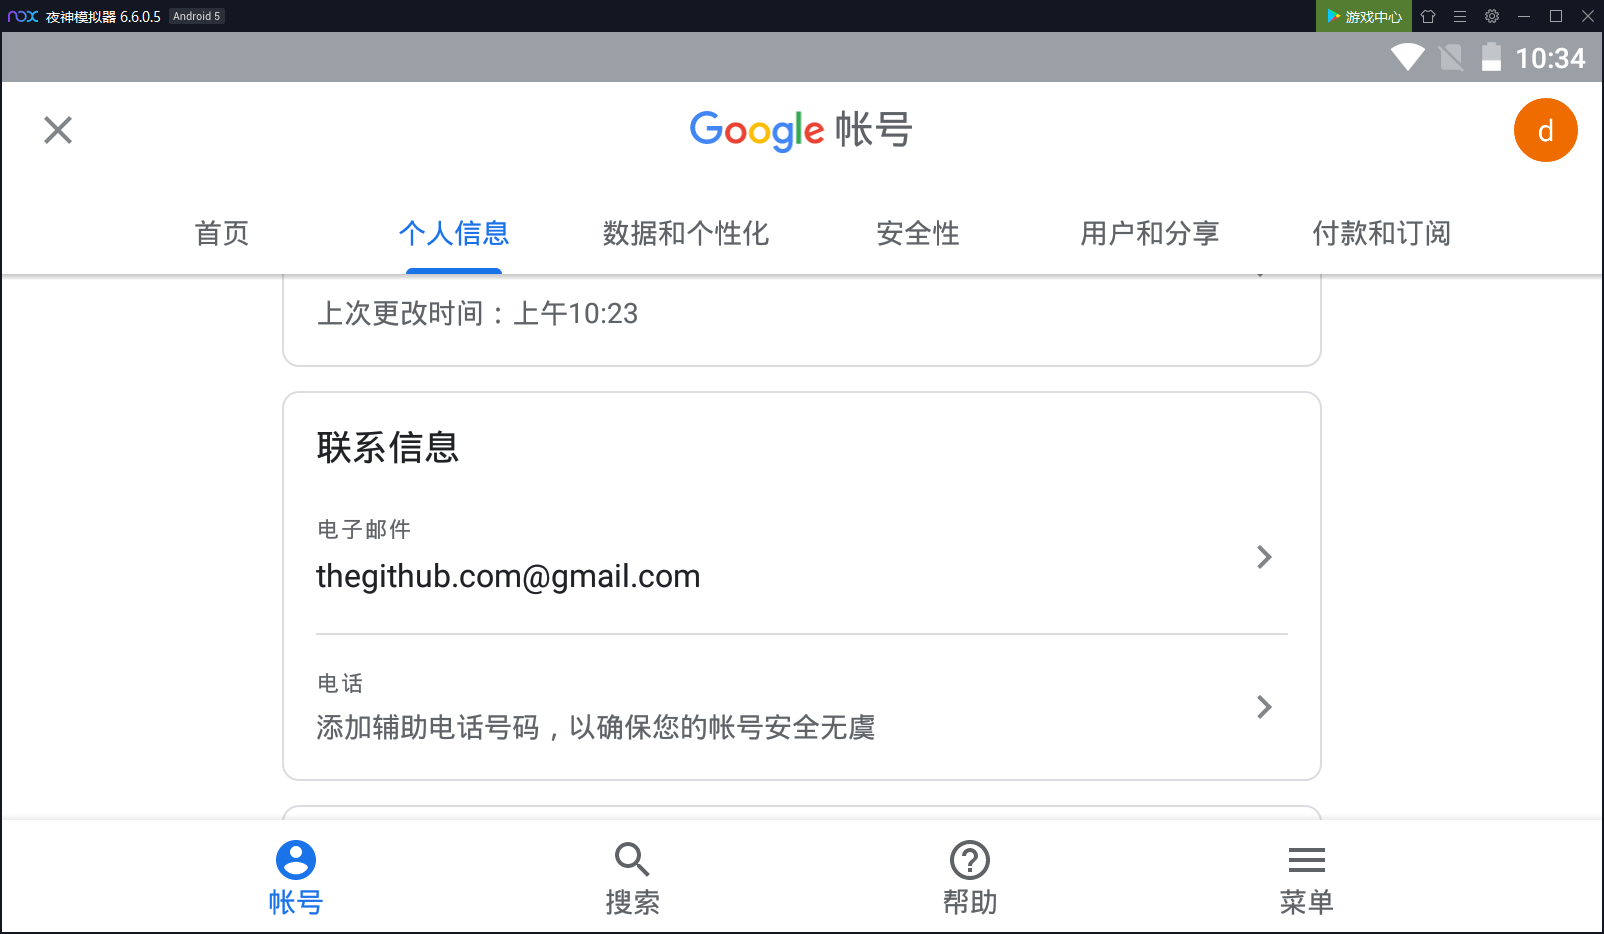 nox 夜神模拟器 6.6.0.5 Android 5 游戏中心
10:34
Google 帐号
d
首页 个人信息 数据和个性化 安全性 用户和分享 付款和订阅
上次更改时间：上午10:23
联系信息
电子邮件
thegithub.com@gmail.com
电话
添加辅助电话号码，以确保您的帐号安全无虞
帐号 搜索 帮助 菜单